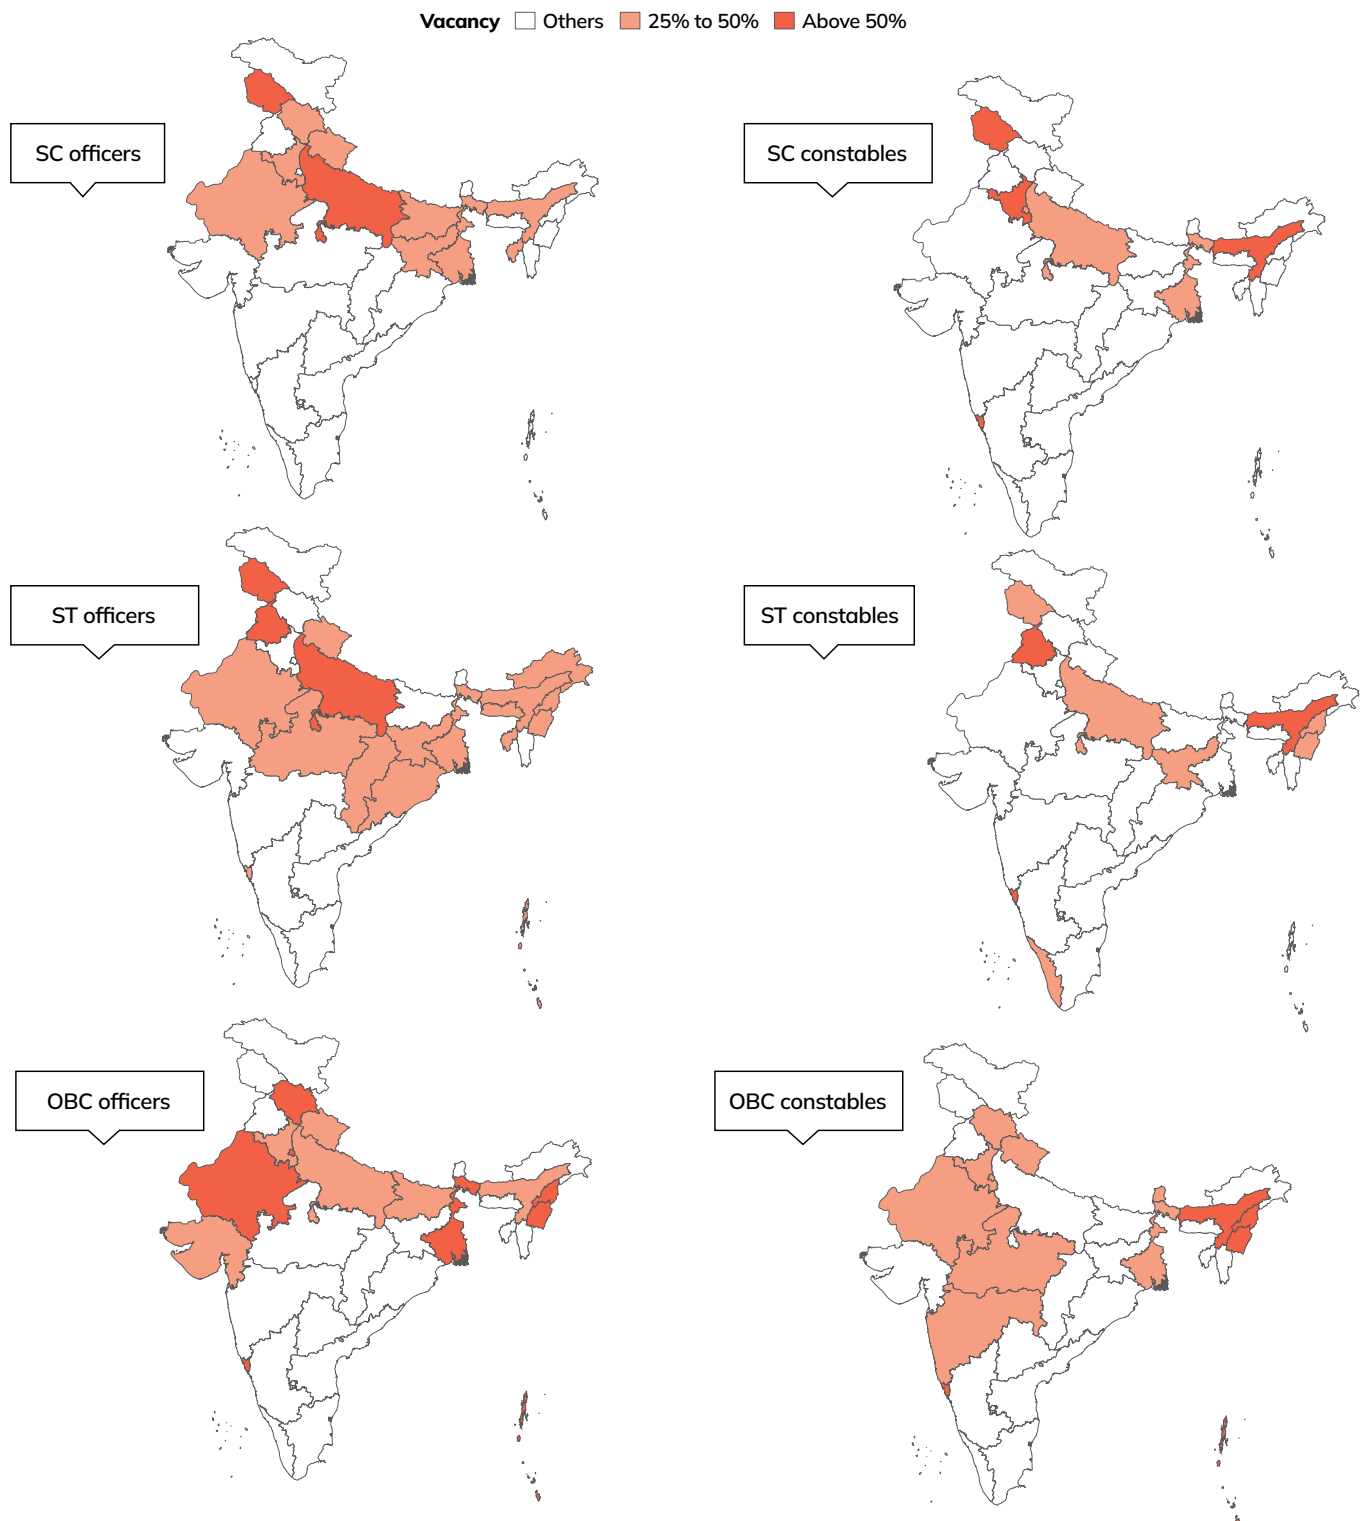 Vacancy Others 25% to 50% Above 50%
SC officers
SC constables
ST officers
ST constables
OBC officers
OBC constables